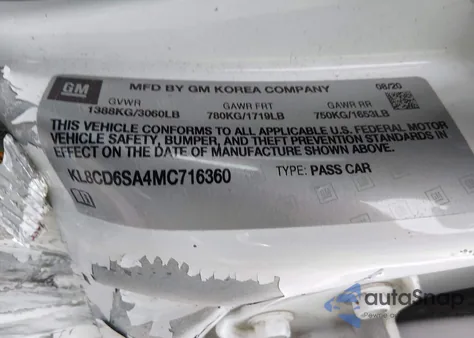 GM
MFD BY GM KOREA COMPANY
08/20
GVWR GAWR FRT GAWR RR
1388KG/3060LB 780KG/1719LB 750KG/1653LB
THIS VEHICLE CONFORMS TO ALL APPLICABLE U.S. FEDERAL MOTOR
VEHICLE SAFETY, BUMPER, AND THEFT PREVENTION STANDARDS IN
EFFECT ON THE DATE OF MANUFACTURE SHOWN ABOVE.
KL8CD6SA4MC716360 TYPE: PASS CAR
autoSnap